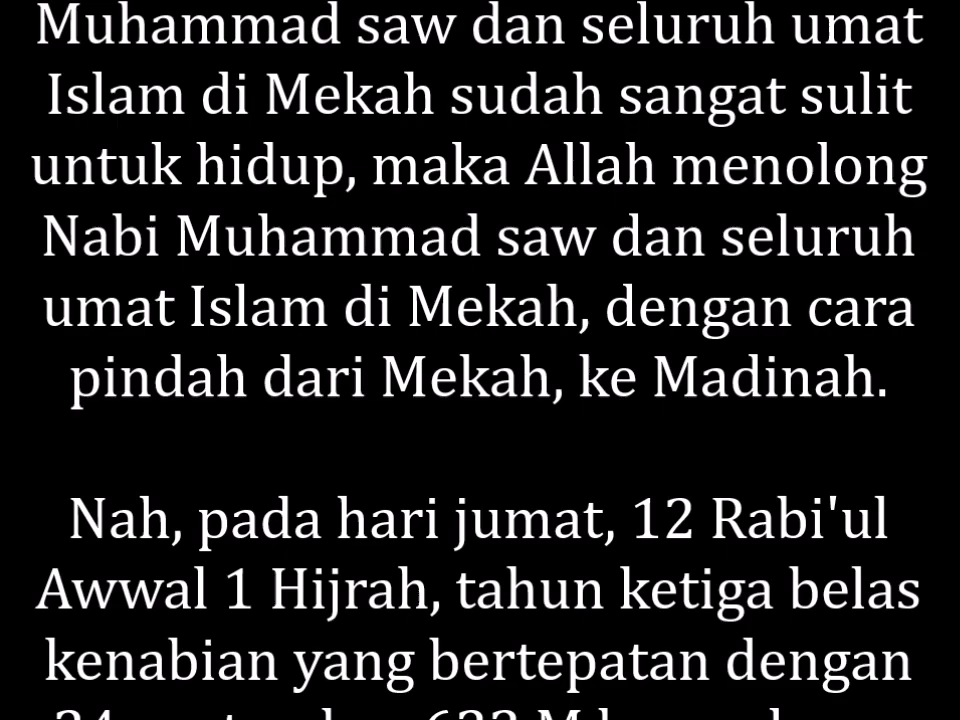 Muhammad saw dan seluruh umat
Islam di Mekah sudah sangat sulit
untuk hidup, maka Allah menolong
Nabi Muhammad saw dan seluruh
umat Islam di Mekah, dengan cara
pindah dari Mekah, ke Madinah.
Nah, pada hari jumat, 12 Rabi'ul
Awwal 1 Hijrah, tahun ketiga belas
kenabian yang bertepatan dengan